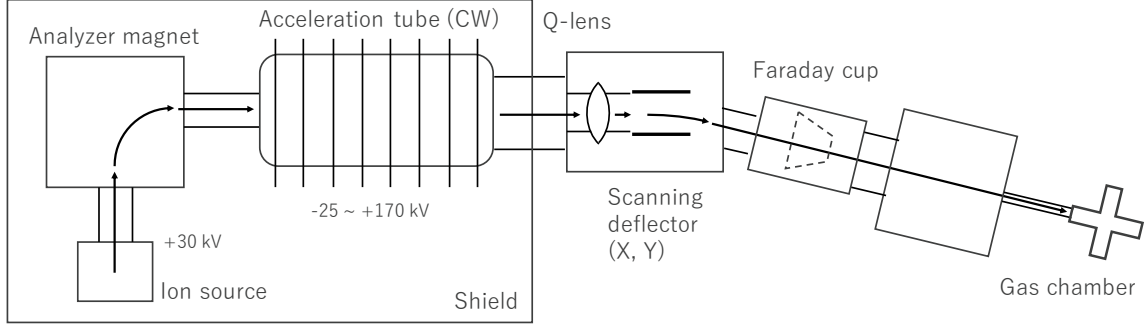 Acceleration tube (CW)
Q-lens
Analyzer magnet
Faraday cup
-25 ~ +170 kV
Scanning
deflector
(X, Y)
+30 kV
Ion source
Shield
Gas chamber